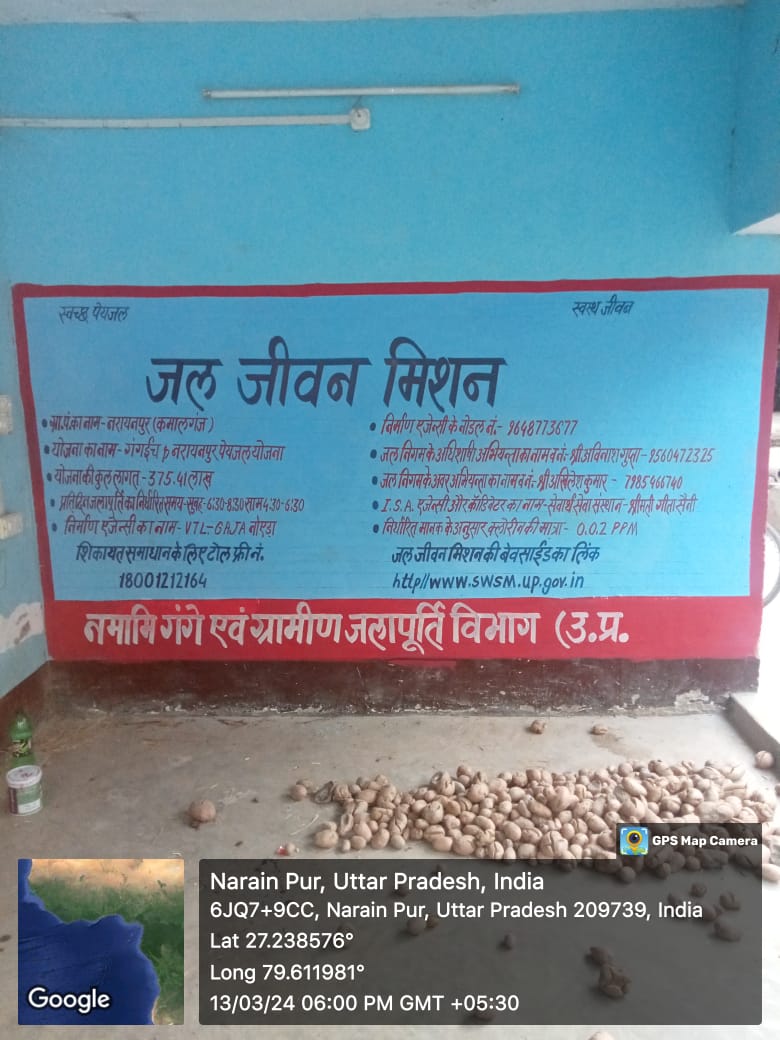 स्वच्छ पेयजल
स्वस्थ जीवन
जल जीवन मिशन
• ग्रा.पं.का नाम- नरायनपुर (कमालगंज)
• योजना का नाम- गंगईच p नरायनपुर पेयजल योजना
• योजना की कुल लागत - 375.41 लाख
• प्रतिदिन जलापूर्ति का निर्धारित समय- सुबह- 6:30-8:30 साम 4:30-6:30
• निर्माण एजेन्सी का नाम - VTL-GAJA नोएडा
शिकायत समाधान के लिए टोल फ्री नं.
18001212164
• निर्माण एजेन्सी के नोडल नं.- 9648773677
• जल निगम के अधिशाषी अभियन्ता का नाम व नं- श्री अविनाश गुप्ता - 9560472325
• जल निगम के अवर अभियन्ता का नाम व नं- श्री अखिलेश कुमार - 7985466740
• I.S.A. एजेन्सी और कॉडिनेटर का नाम - सेवार्थ सेवा संस्थान - श्रीमती गीता सैनी
• निर्धारित मानक के अनुसार क्लोरीन की मात्रा - 0.02 PPM
जल जीवन मिशन की बेवसाईड का लिंक
http//www.swsm.up.gov.in
नमामि गंगे एवं ग्रामीण जलापूर्ति विभाग (उ.प्र.
GPS Map Camera
Narain Pur, Uttar Pradesh, India
6JQ7+9CC, Narain Pur, Uttar Pradesh 209739, India
Lat 27.238576°
Long 79.611981°
13/03/24 06:00 PM GMT +05:30
Google